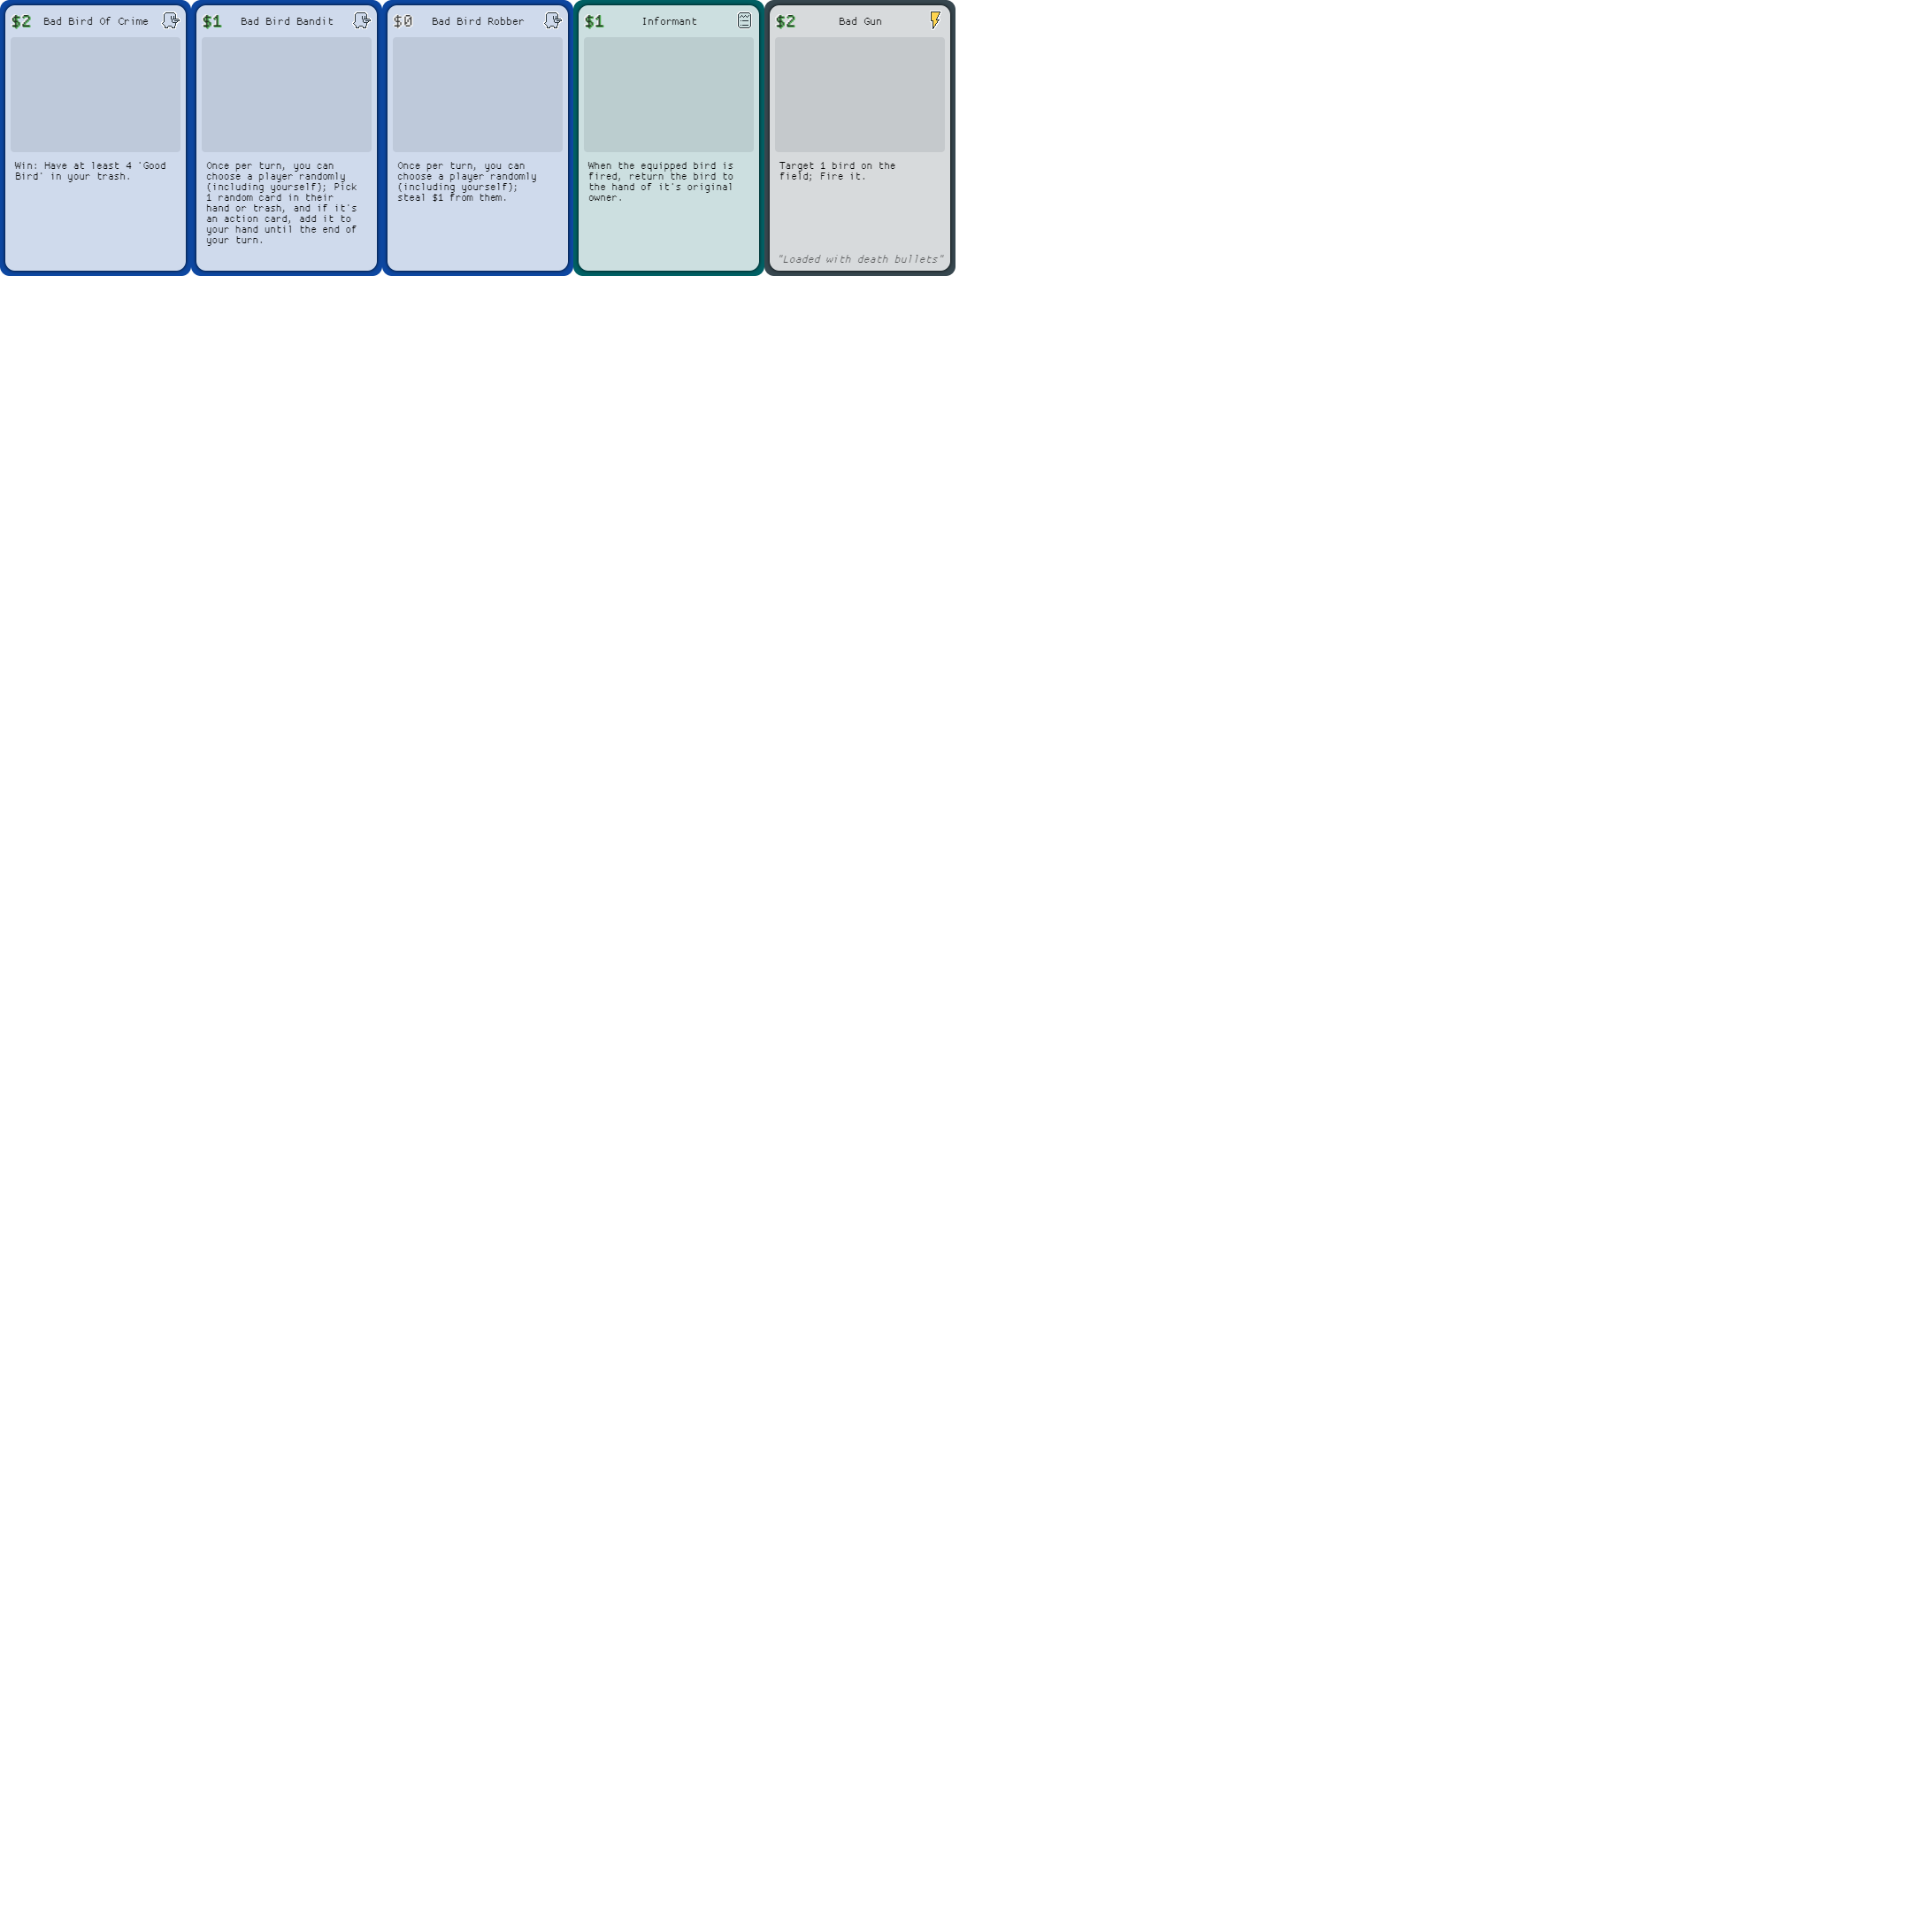 $2 Bad Bird Of Crime
Win: Have at least 4 'Good
Bird' in your trash.
$1 Bad Bird Bandit
Once per turn, you can
choose a player randomly
(including yourself); Pick
1 random card in their
hand or trash, and if it's
an action card, add it to
your hand until the end of
your turn.
$0 Bad Bird Robber
Once per turn, you can
choose a player randomly
(including yourself);
steal $1 from them.
$1 Informant
When the equipped bird is
fired, return the bird to
the hand of it's original
owner.
$2 Bad Gun
Target 1 bird on the
field; Fire it.
"Loaded with death bullets"